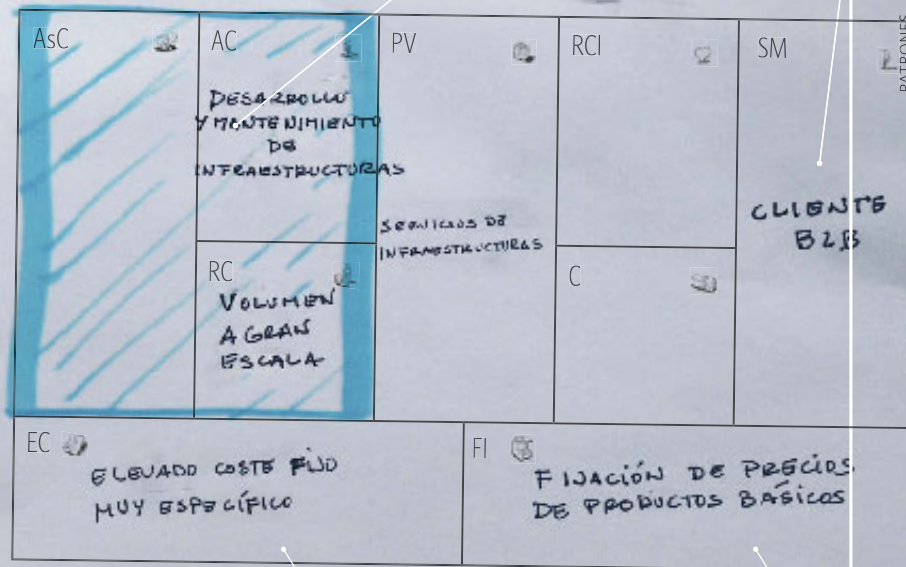 AsC
AC
DESARROLLO
Y MANTENIMIENTO
DE
INFRAESTRUCTURAS
RC
VOLUMEN
A GRAN
ESCALA
PV
SERVICIOS DE
INFRAESTRUCTURAS
RCl
C
SM
CLIENTE
B2B
EC
ELEVADO COSTE FIJO
MUY ESPECÍFICO
FI
FIJACIÓN DE PRECIOS
DE PRODUCTOS BÁSICOS
PATRONES